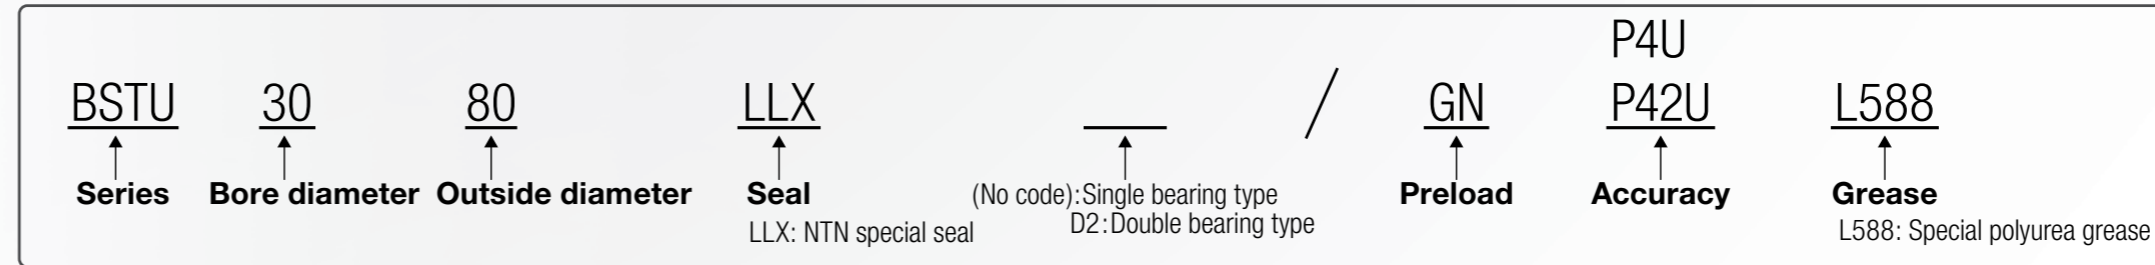 P4U
BSTU 30 80 LLX / GN P42U L588
Series Bore diameter Outside diameter Seal (No code):Single bearing type Preload Accuracy Grease
LLX: NTN special seal D2:Double bearing type L588: Special polyurea grease